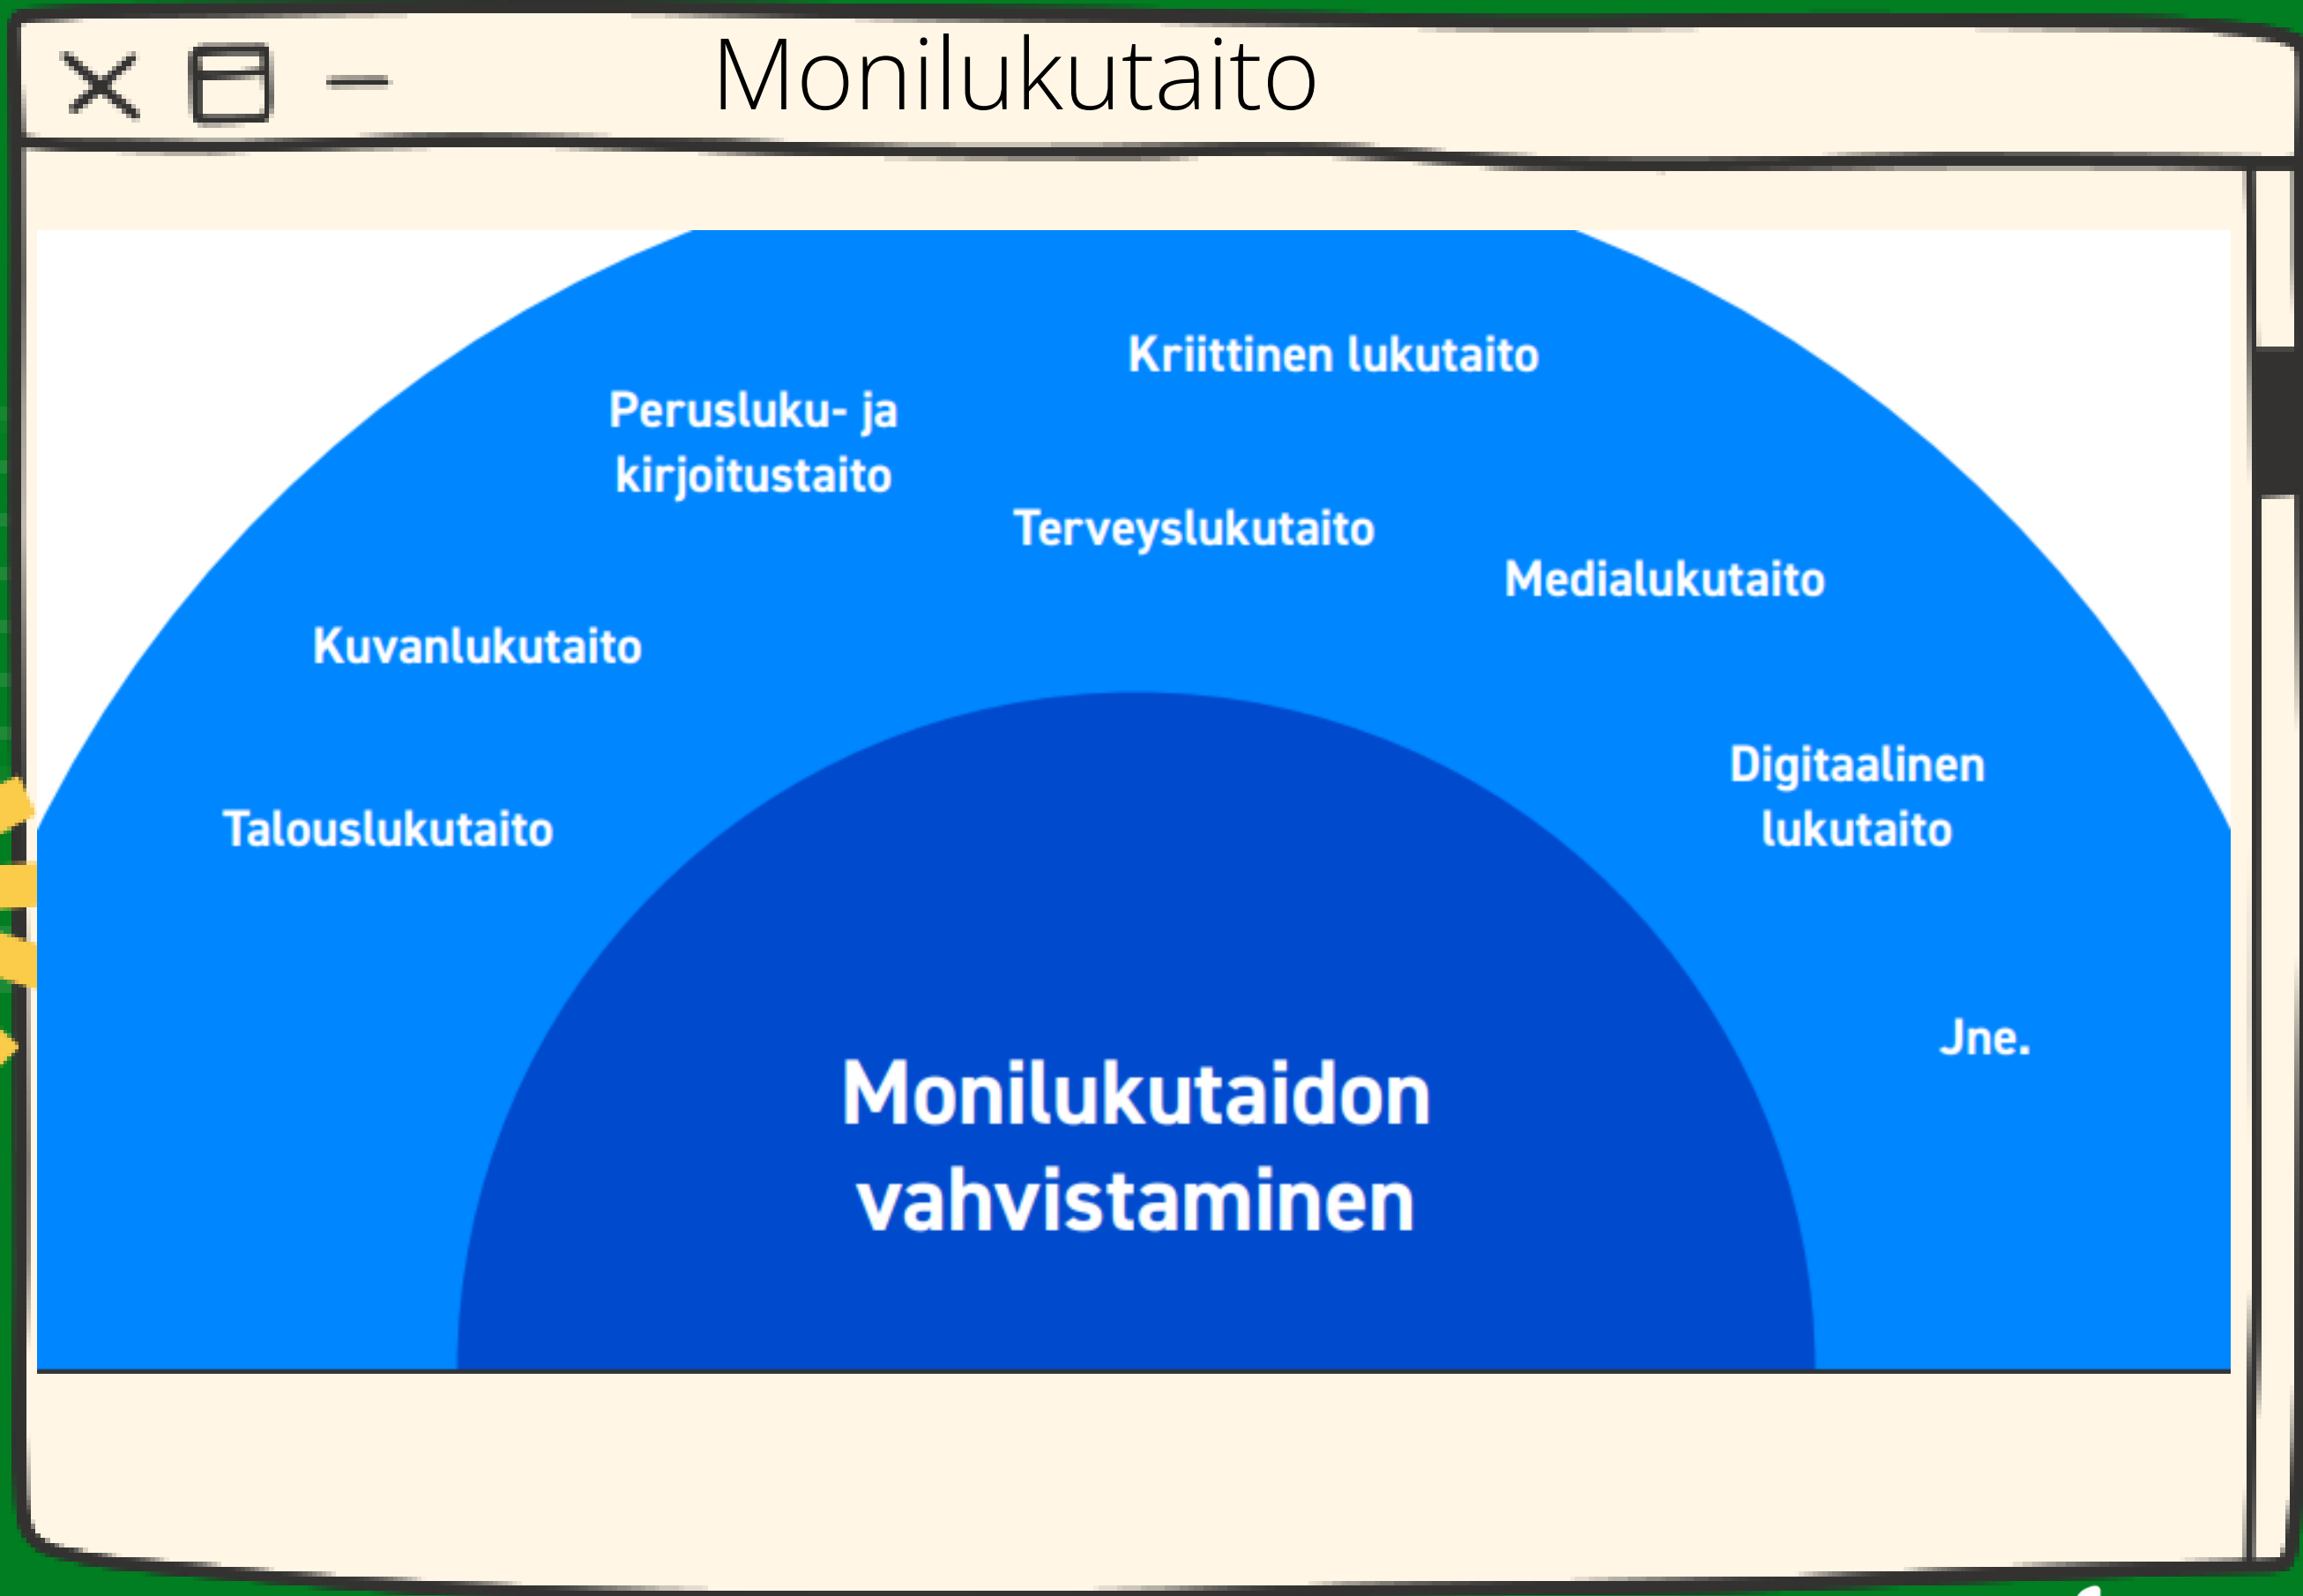 Monilukutaito
Kriittinen lukutaito
Perusluku- ja
kirjoitustaito
Terveyslukutaito
Medialukutaito
Kuvanlukutaito
Digitaalinen
lukutaito
Talouslukutaito
Jne.
Monilukutaidon
vahvistaminen